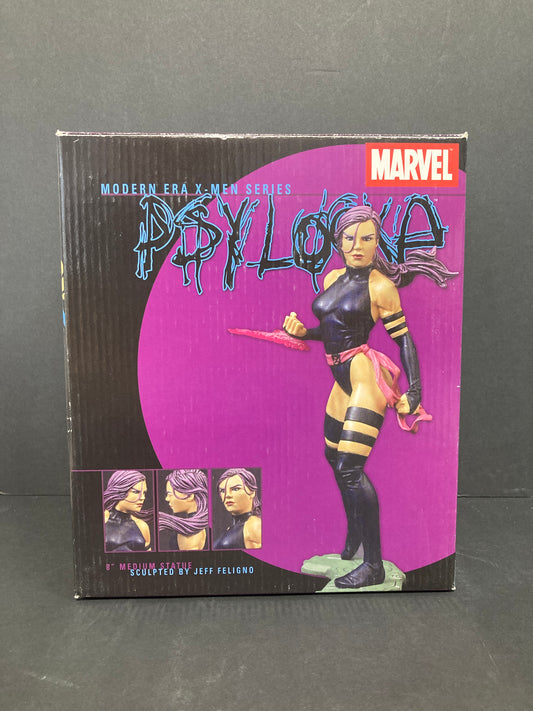 MARVEL
MODERN ERA X-MEN SERIES
PSYLOCKE
8" MEDIUM STATUE
SCULPTED BY JEFF FELIGNO